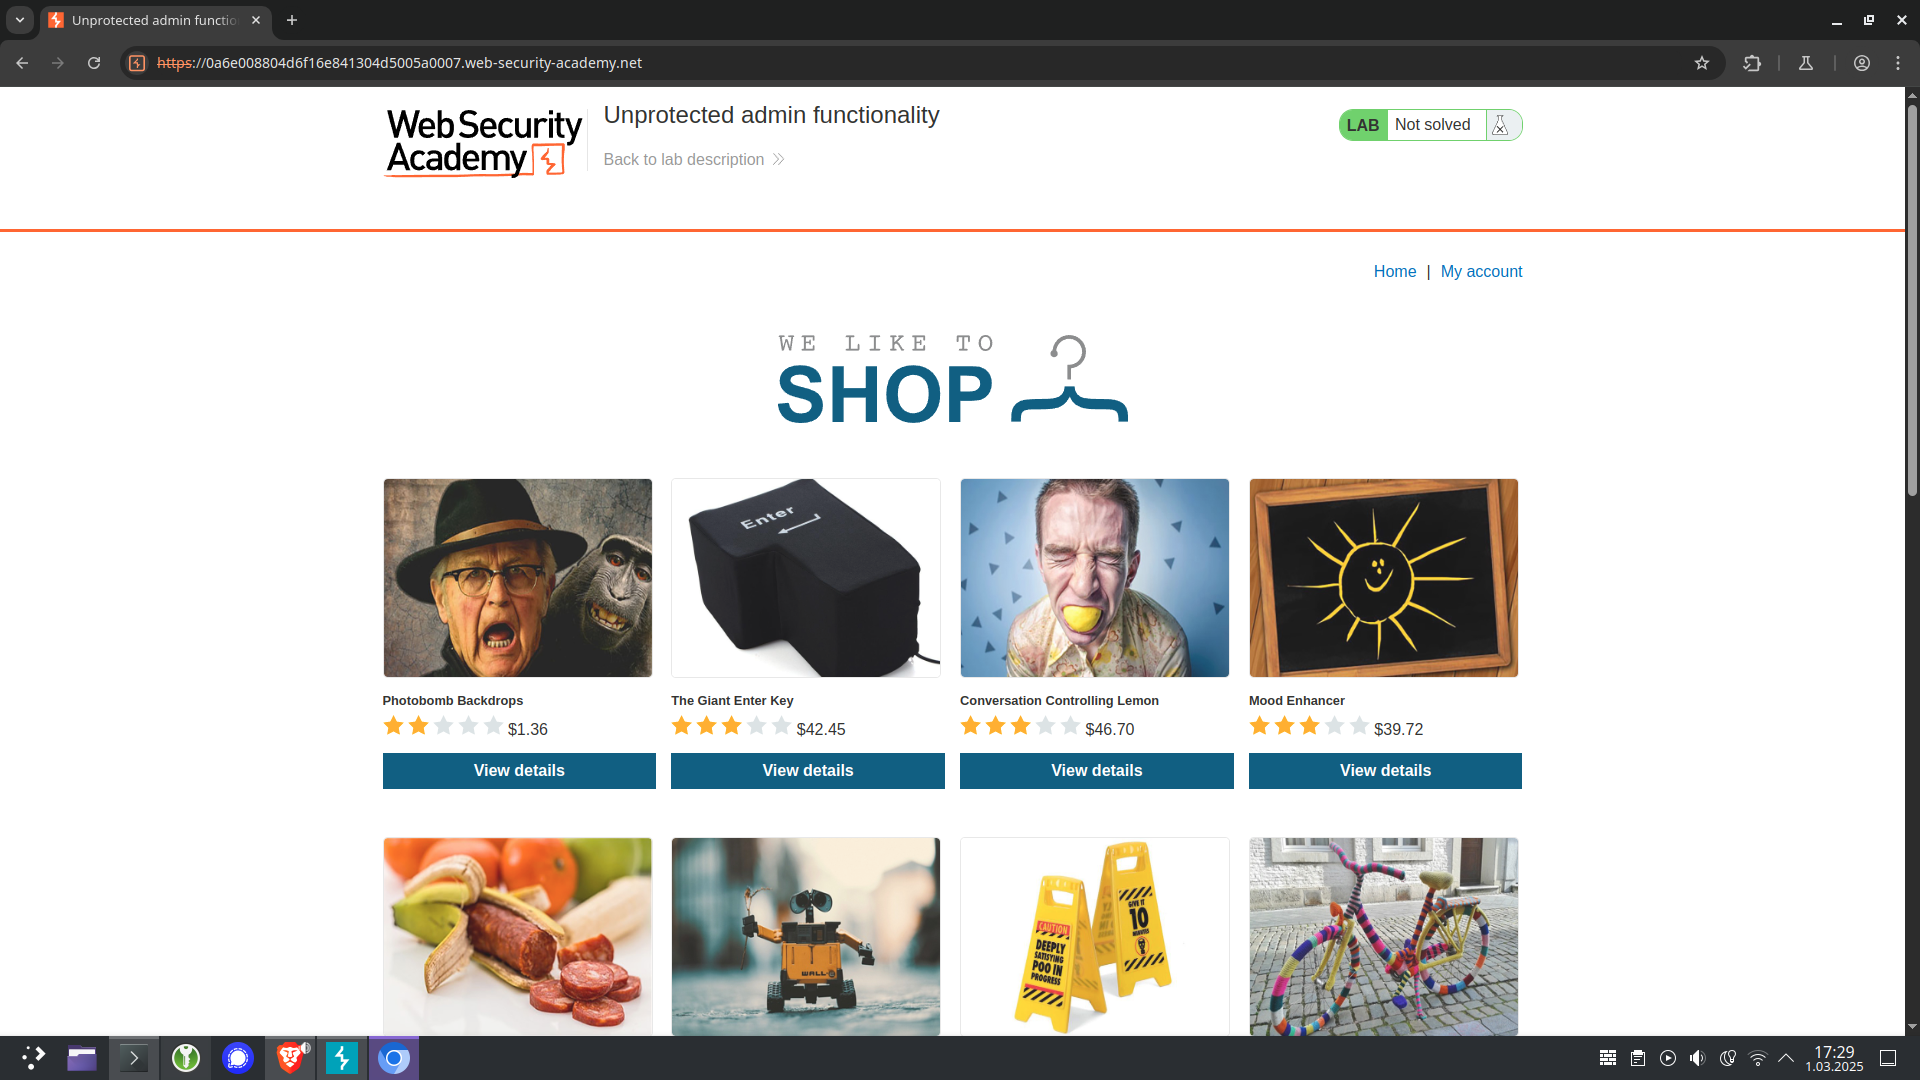 Unprotected admin functio
https://0a6e008804d6f16e841304d5005a0007.web-security-academy.net
Web Security
Academy
Unprotected admin functionality
Back to lab description
LAB Not solved
Home | My account
WE LIKE TO
SHOP
Enter
Photobomb Backdrops
The Giant Enter Key
Conversation Controlling Lemon
Mood Enhancer
$1.36
$42.45
$46.70
$39.72
View details
View details
View details
View details
WALL·E
CAUTION
DEEPLY
SATISFYING
POO IN
PROGRESS
GIVE IT
10
MINUTES
17:29
1.03.2025